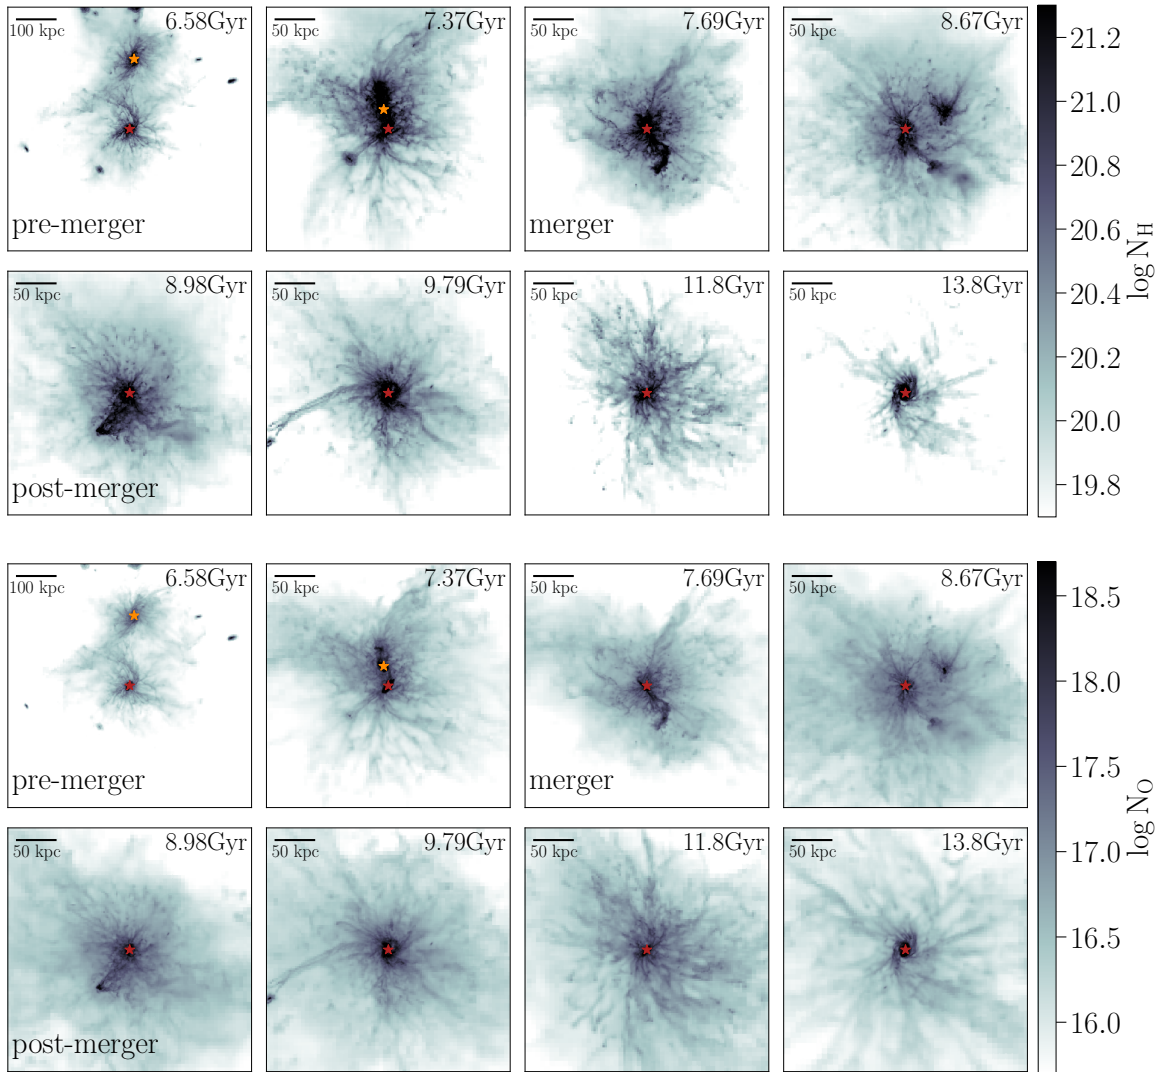 100 kpc 6.58Gyr
pre-merger
50 kpc 7.37Gyr
50 kpc 7.69Gyr
merger
50 kpc 8.67Gyr
50 kpc 8.98Gyr
post-merger
50 kpc 9.79Gyr
50 kpc 11.8Gyr
50 kpc 13.8Gyr
21.2
21.0
20.8
20.6
20.4
20.2
20.0
19.8
log N_H
100 kpc 6.58Gyr
pre-merger
50 kpc 7.37Gyr
50 kpc 7.69Gyr
merger
50 kpc 8.67Gyr
50 kpc 8.98Gyr
post-merger
50 kpc 9.79Gyr
50 kpc 11.8Gyr
50 kpc 13.8Gyr
18.5
18.0
17.5
17.0
16.5
16.0
log N_O